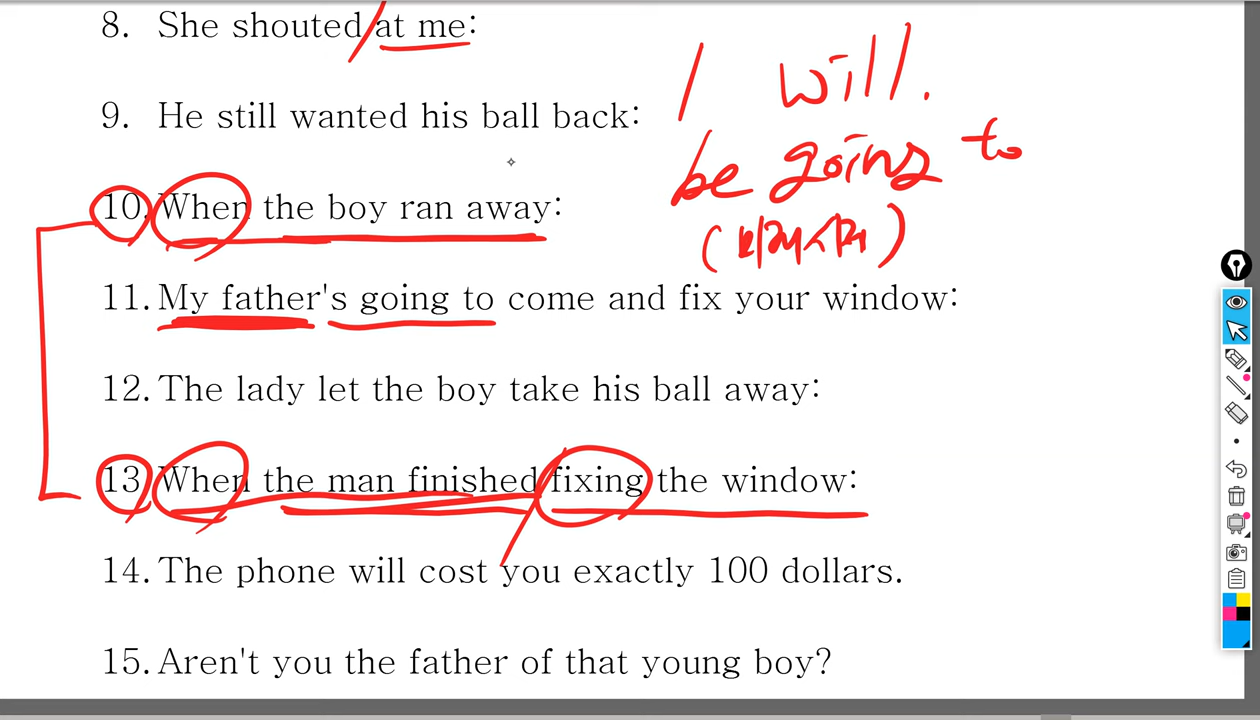 8. She shouted at me:
I will.
9. He still wanted his ball back:
be going to
10. When the boy ran away:
11. My father's going to come and fix your window:
12. The lady let the boy take his ball away:
13. When the man finished fixing the window:
14. The phone will cost you exactly 100 dollars.
15. Aren't you the father of that young boy?